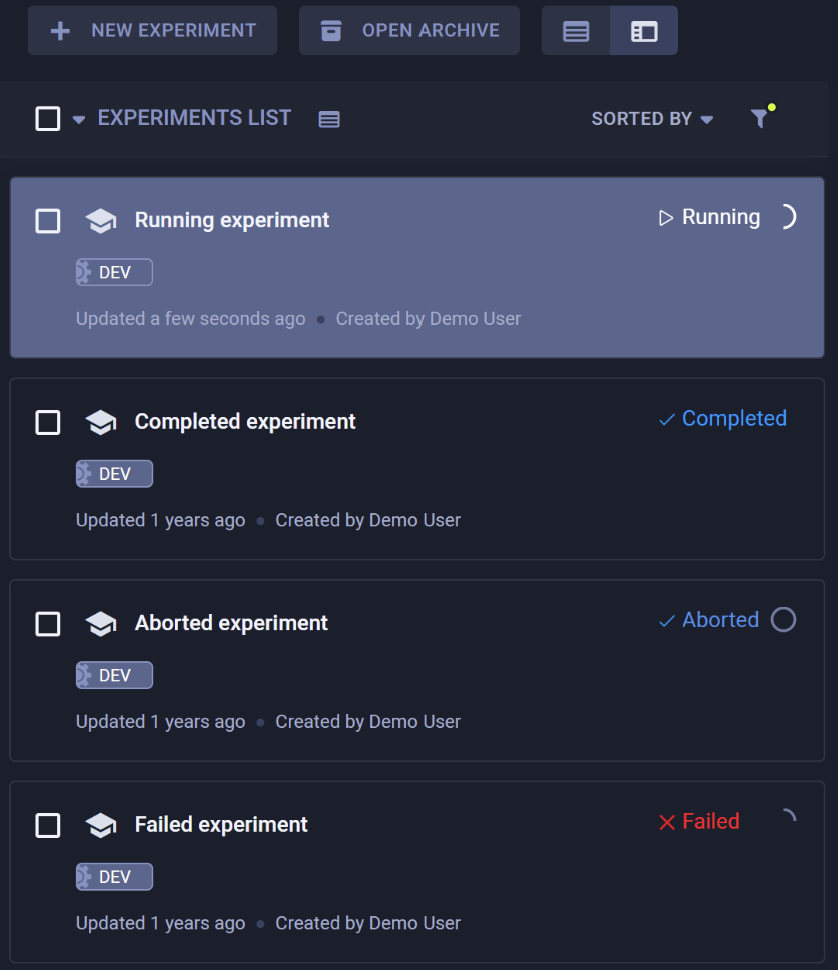 NEW EXPERIMENT OPEN ARCHIVE
EXPERIMENTS LIST SORTED BY
Running experiment Running
DEV
Updated a few seconds ago Created by Demo User
Completed experiment Completed
DEV
Updated 1 years ago Created by Demo User
Aborted experiment Aborted
DEV
Updated 1 years ago Created by Demo User
Failed experiment Failed
DEV
Updated 1 years ago Created by Demo User